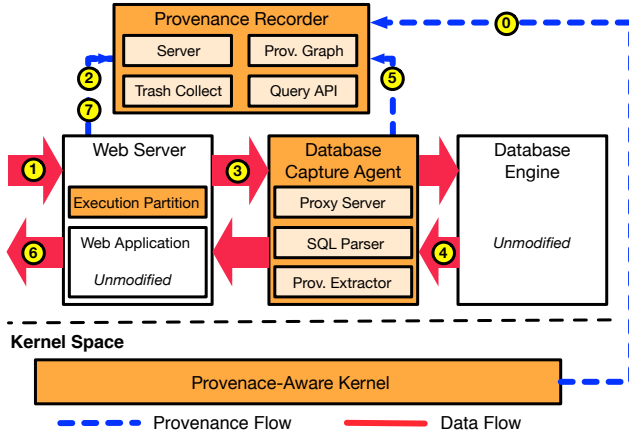 Provenance Recorder
0
Server
Prov. Graph
2
5
Trash Collect
Query API
7
Web Server
Database
Capture Agent
Database
Engine
1
3
Proxy Server
Execution Partition
Web Application
Unmodified
SQL Parser
Unmodified
6
4
Prov. Extractor
Kernel Space
Provenace-Aware Kernel
Provenance Flow
Data Flow